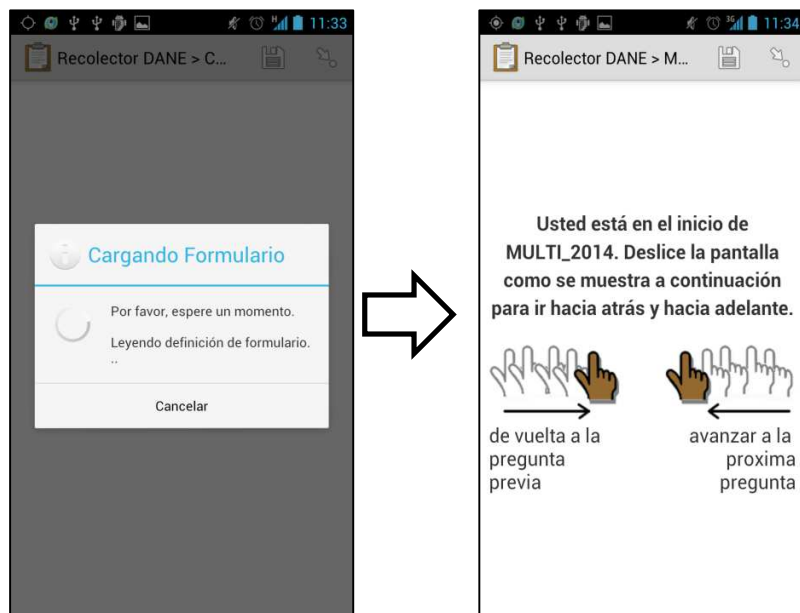 H 11:33
Recolector DANE > C...
Cargando Formulario
Por favor, espere un momento.
Leyendo definición de formulario.
..
Cancelar
3G 11:34
Recolector DANE > M...
Usted está en el inicio de
MULTI_2014. Deslice la pantalla
como se muestra a continuación
para ir hacia atrás y hacia adelante.
de vuelta a la
pregunta
previa
avanzar a la
proxima
pregunta